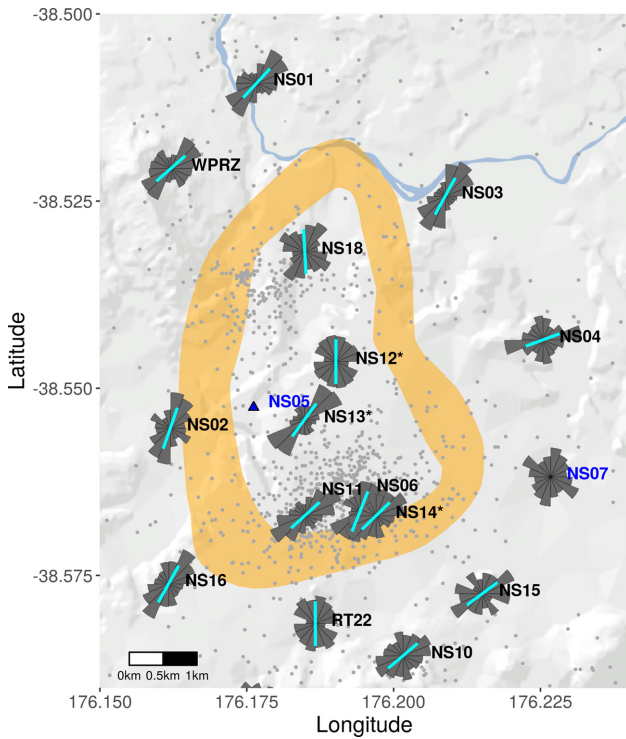 -38.500
NS01
WPRZ
-38.525
NS03
NS18
NS04
NS12*
Latitude
-38.550
NS05
NS13*
NS02
NS07
NS11
NS06
NS14*
-38.575
NS16
NS15
RT22
NS10
0km 0.5km 1km
176.150
176.175
176.200
176.225
Longitude